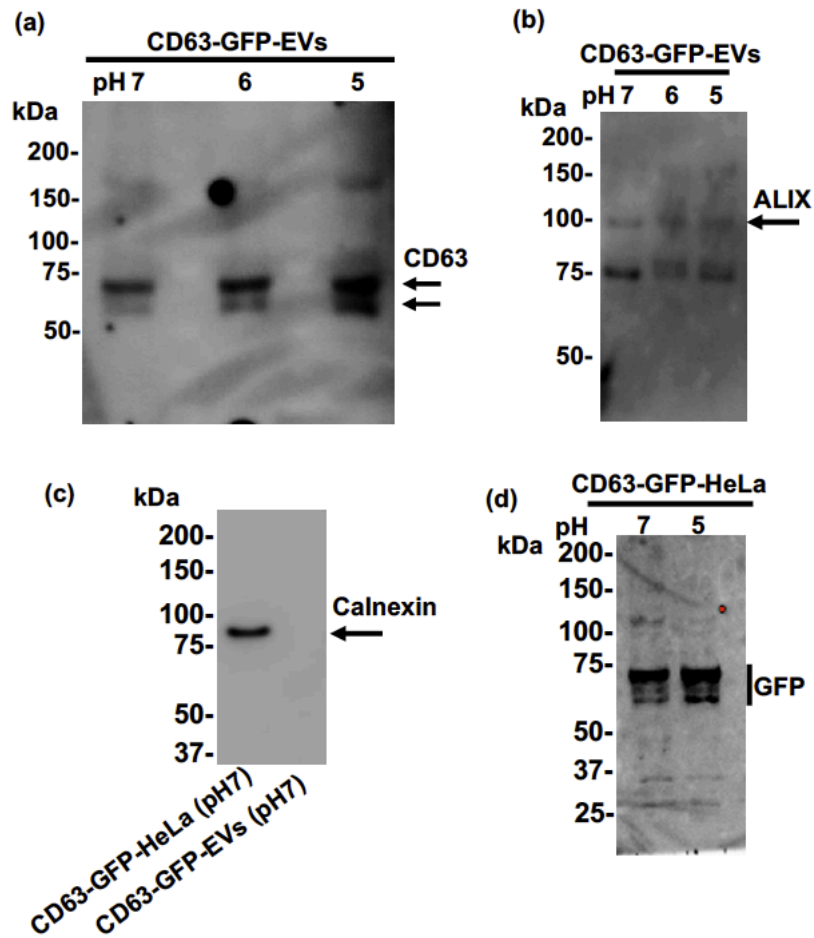 (a)
CD63-GFP-EVs
pH 7 6 5
kDa
200-
150-
100-
75-
50-
CD63
(b)
CD63-GFP-EVs
pH 7 6 5
kDa
200-
150-
100-
75-
50-
ALIX
(c)
kDa
200-
150-
100-
75-
50-
37-
Calnexin
CD63-GFP-HeLa (pH7)
CD63-GFP-EVs (pH7)
(d)
CD63-GFP-HeLa
pH 7 5
kDa
200-
150-
100-
75-
50-
37-
25-
GFP